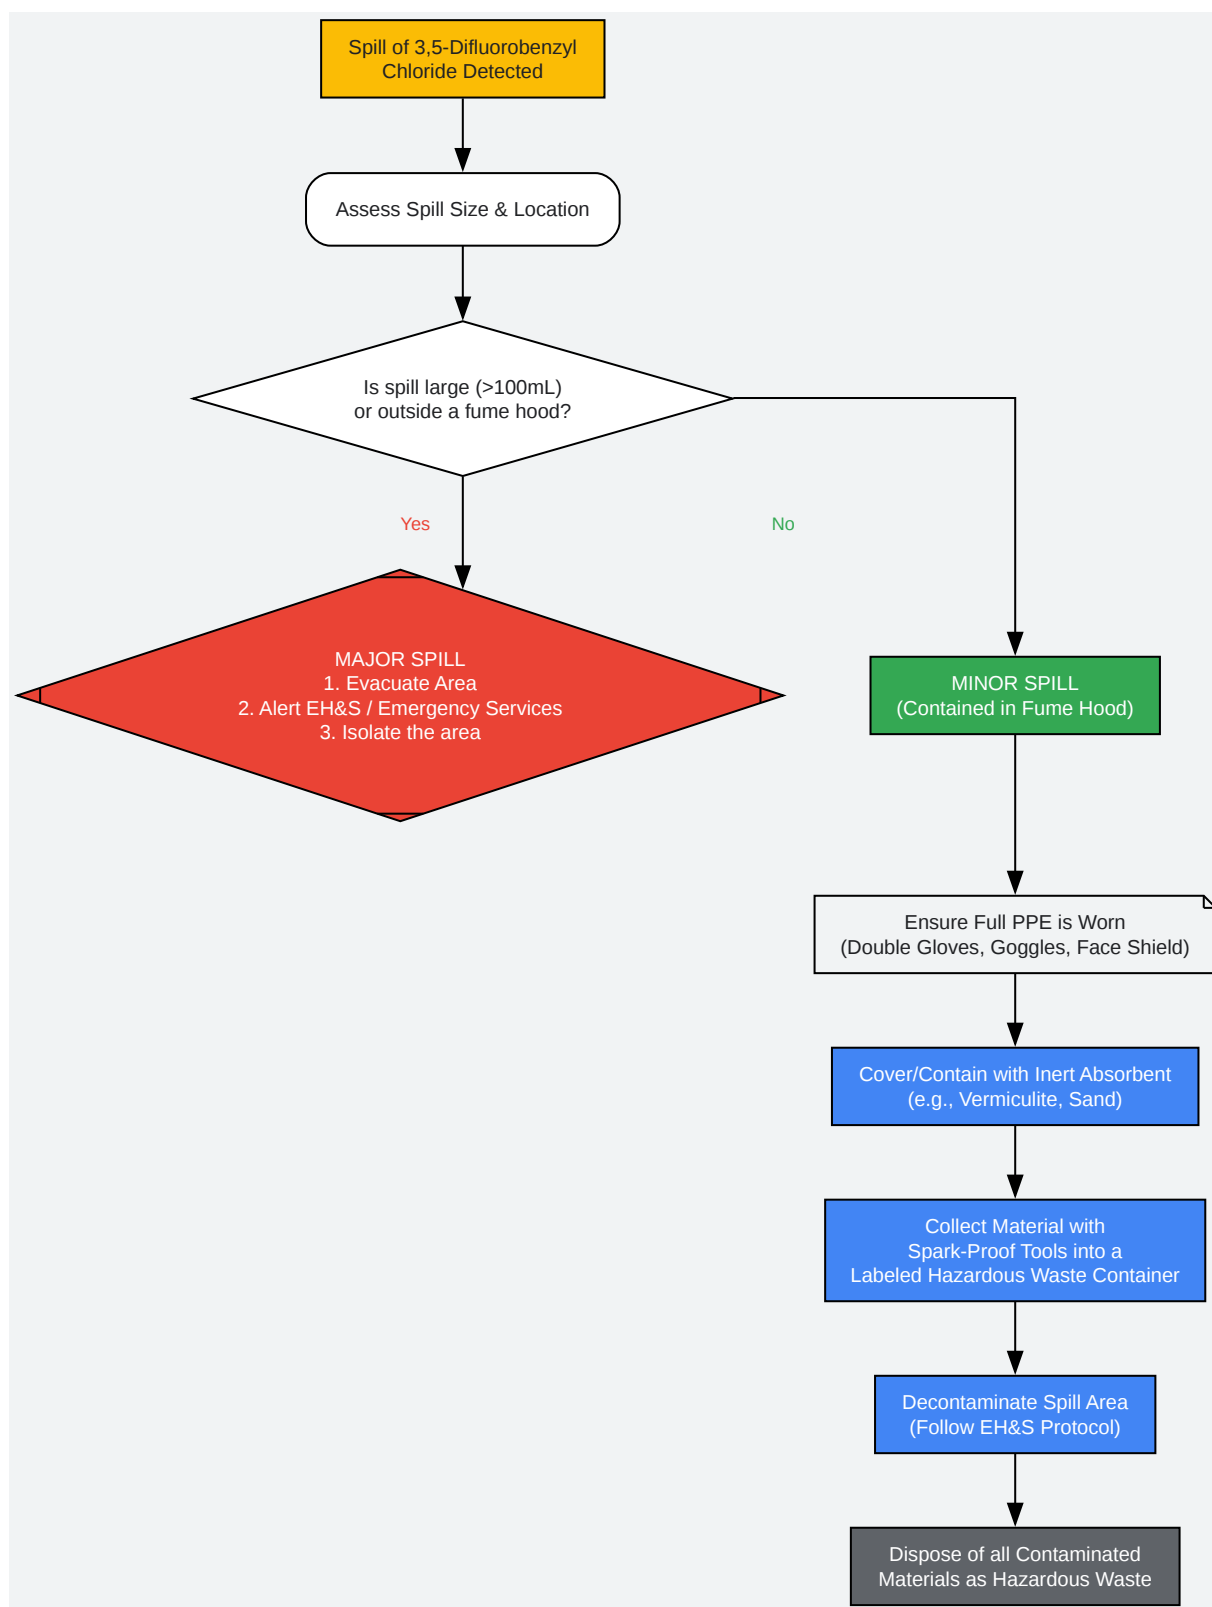 Spill of 3,5-Difluorobenzyl
Chloride Detected
Assess Spill Size & Location
Is spill large (>100mL)
or outside a fume hood?
Yes
No
MAJOR SPILL
1. Evacuate Area
2. Alert EH&S / Emergency Services
3. Isolate the area
MINOR SPILL
(Contained in Fume Hood)
Ensure Full PPE is Worn
(Double Gloves, Goggles, Face Shield)
Cover/Contain with Inert Absorbent
(e.g., Vermiculite, Sand)
Collect Material with
Spark-Proof Tools into a
Labeled Hazardous Waste Container
Decontaminate Spill Area
(Follow EH&S Protocol)
Dispose of all Contaminated
Materials as Hazardous Waste